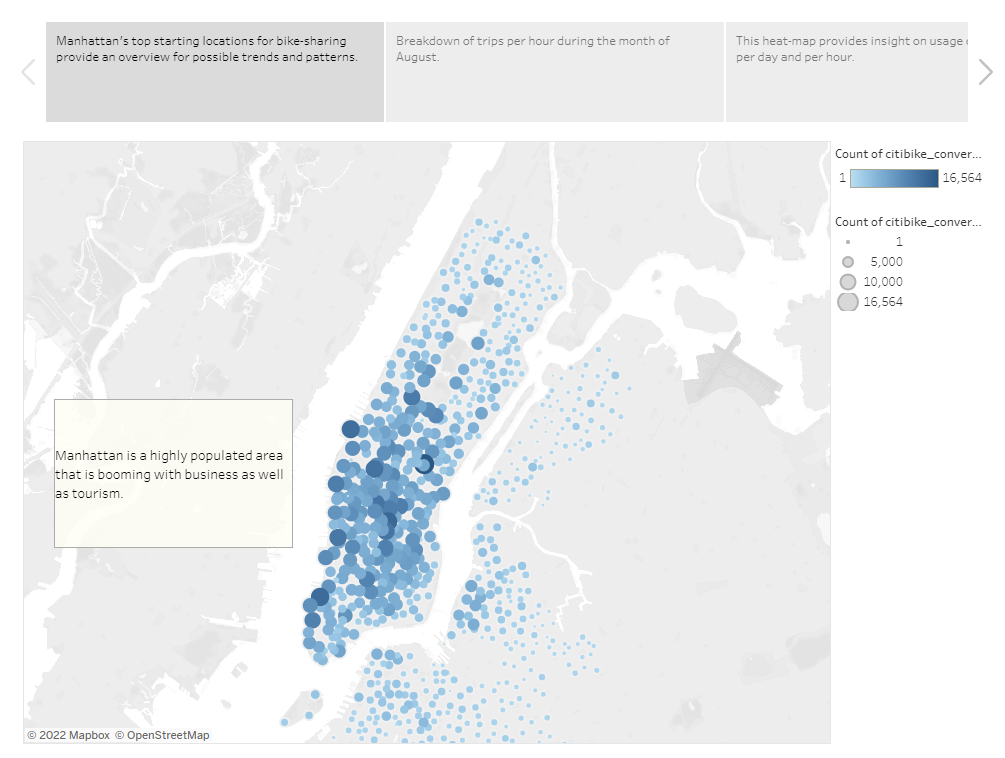 Manhattan's top starting locations for bike-sharing
provide an overview for possible trends and patterns.
Breakdown of trips per hour during the month of
August.
This heat-map provides insight on usage
per day and per hour.
Count of citibike_conver...
1 16,564
Count of citibike_conver...
1
5,000
10,000
16,564
Manhattan is a highly populated area
that is booming with business as well
as tourism.
© 2022 Mapbox © OpenStreetMap